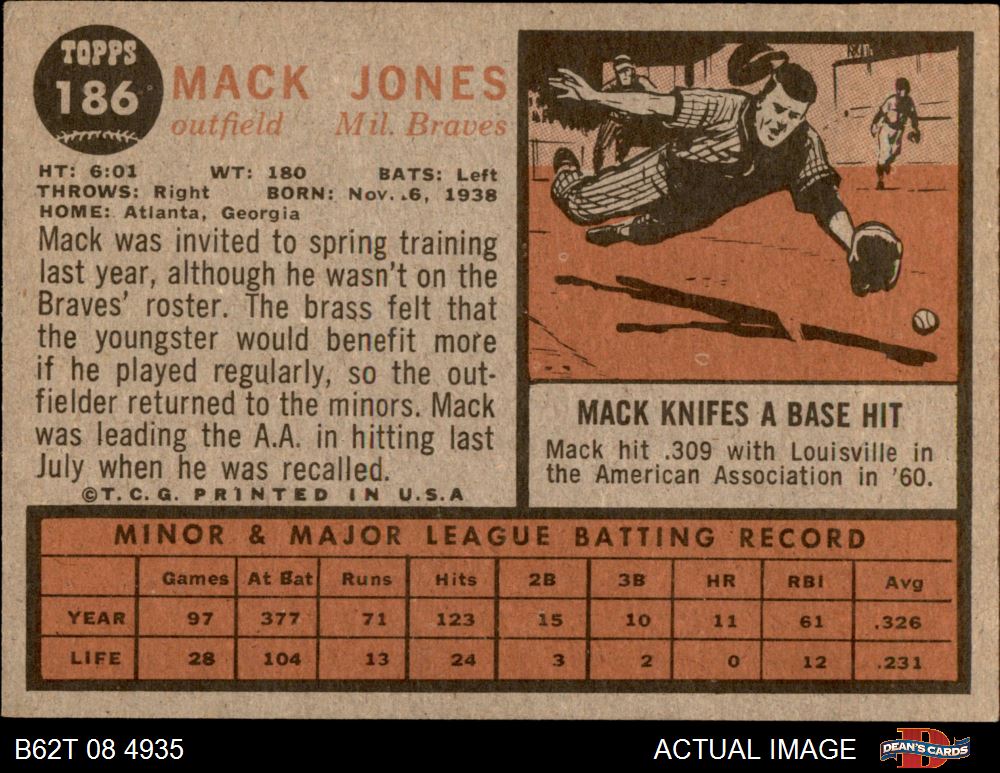 TOPPS
186
MACK JONES
outfield Mil. Braves
HT: 6:01 WT: 180 BATS: Left
THROWS: Right BORN: Nov. .6, 1938
HOME: Atlanta, Georgia
Mack was invited to spring training
last year, although he wasn't on the
Braves' roster. The brass felt that
the youngster would benefit more
if he played regularly, so the out-
fielder returned to the minors. Mack
was leading the A.A. in hitting last
July when he was recalled.
©T.C.G. PRINTED IN U.S.A
MACK KNIFES A BASE HIT
Mack hit .309 with Louisville in
the American Association in '60.
MINOR & MAJOR LEAGUE BATTING RECORD
Games At Bat Runs Hits 2B 3B HR RBI Avg
YEAR 97 377 71 123 15 10 11 61 .326
LIFE 28 104 13 24 3 2 0 12 .231
B62T 08 4935 ACTUAL IMAGE DEAN'S CARDS